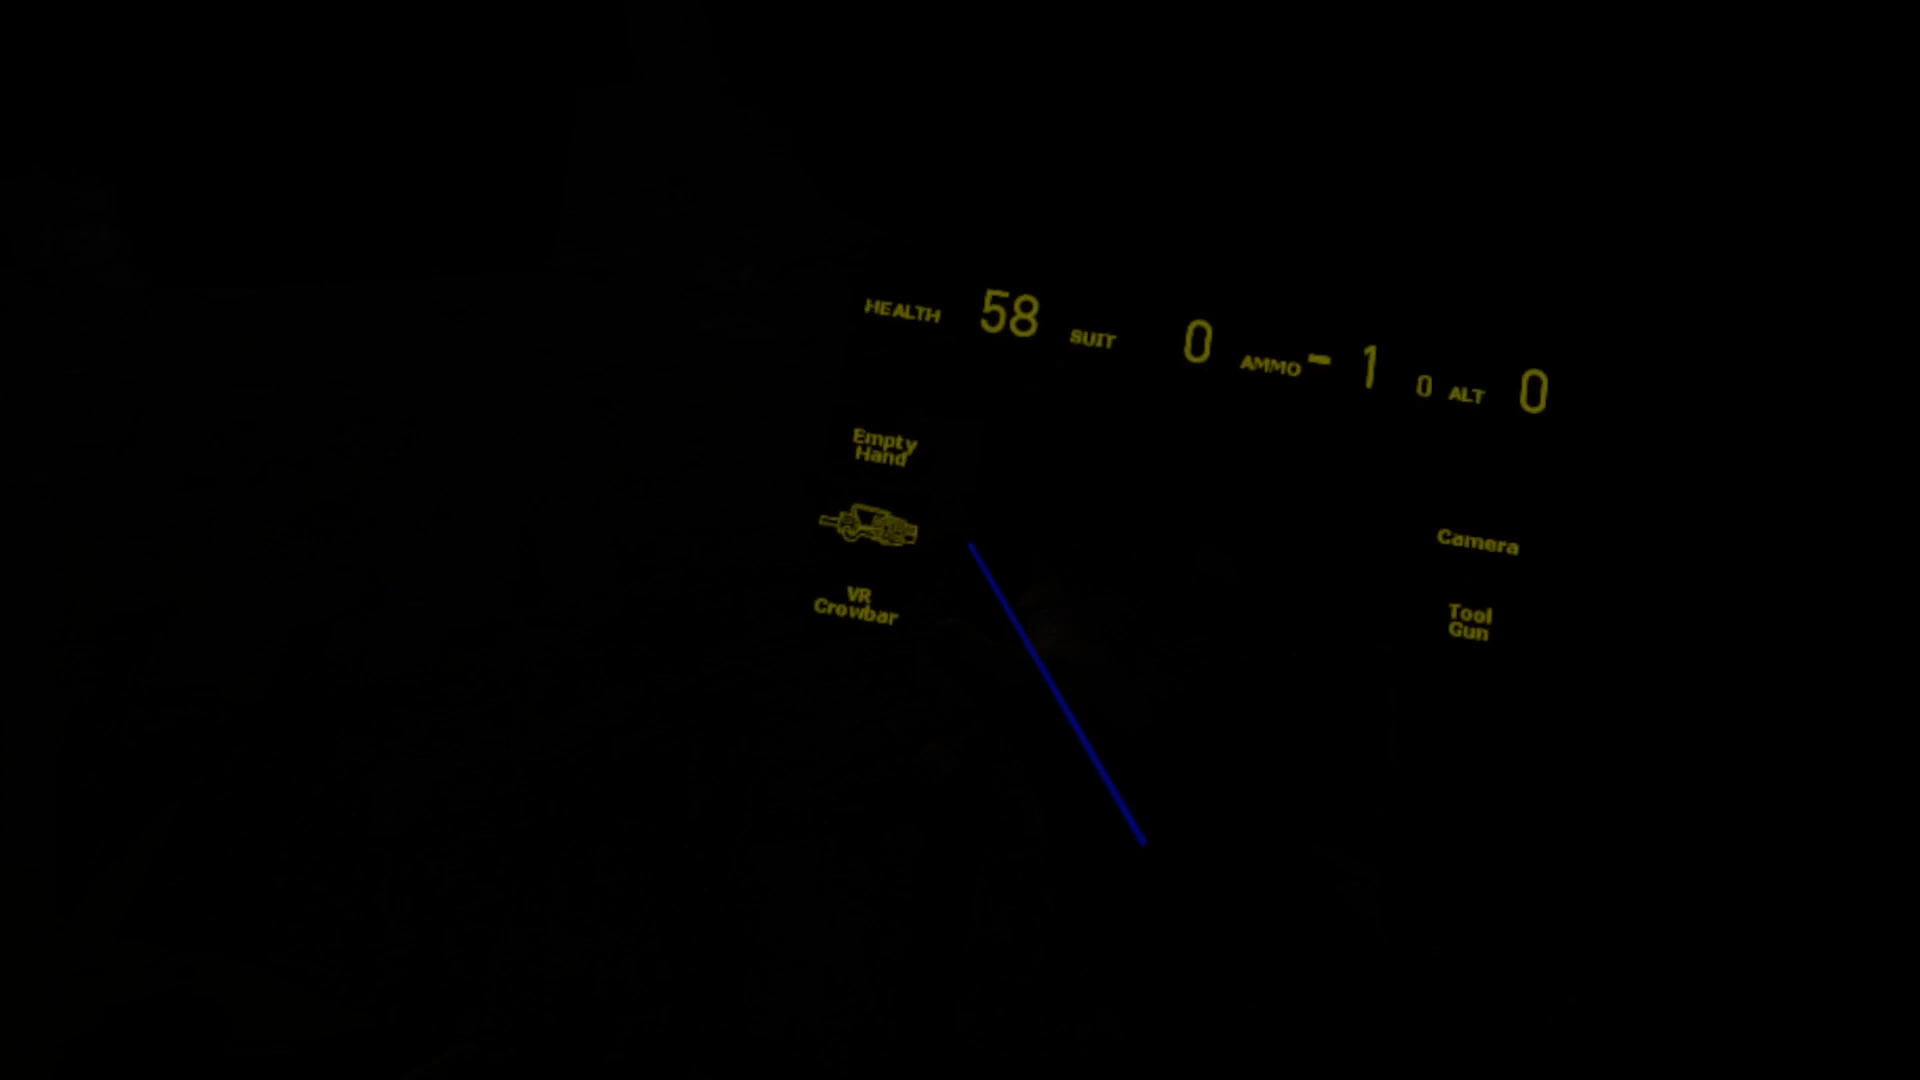 HEALTH 58 SUIT 0 AMMO -1 0 ALT 0
Empty
Hand
Camera
VR
Crowbar
Tool
Gun